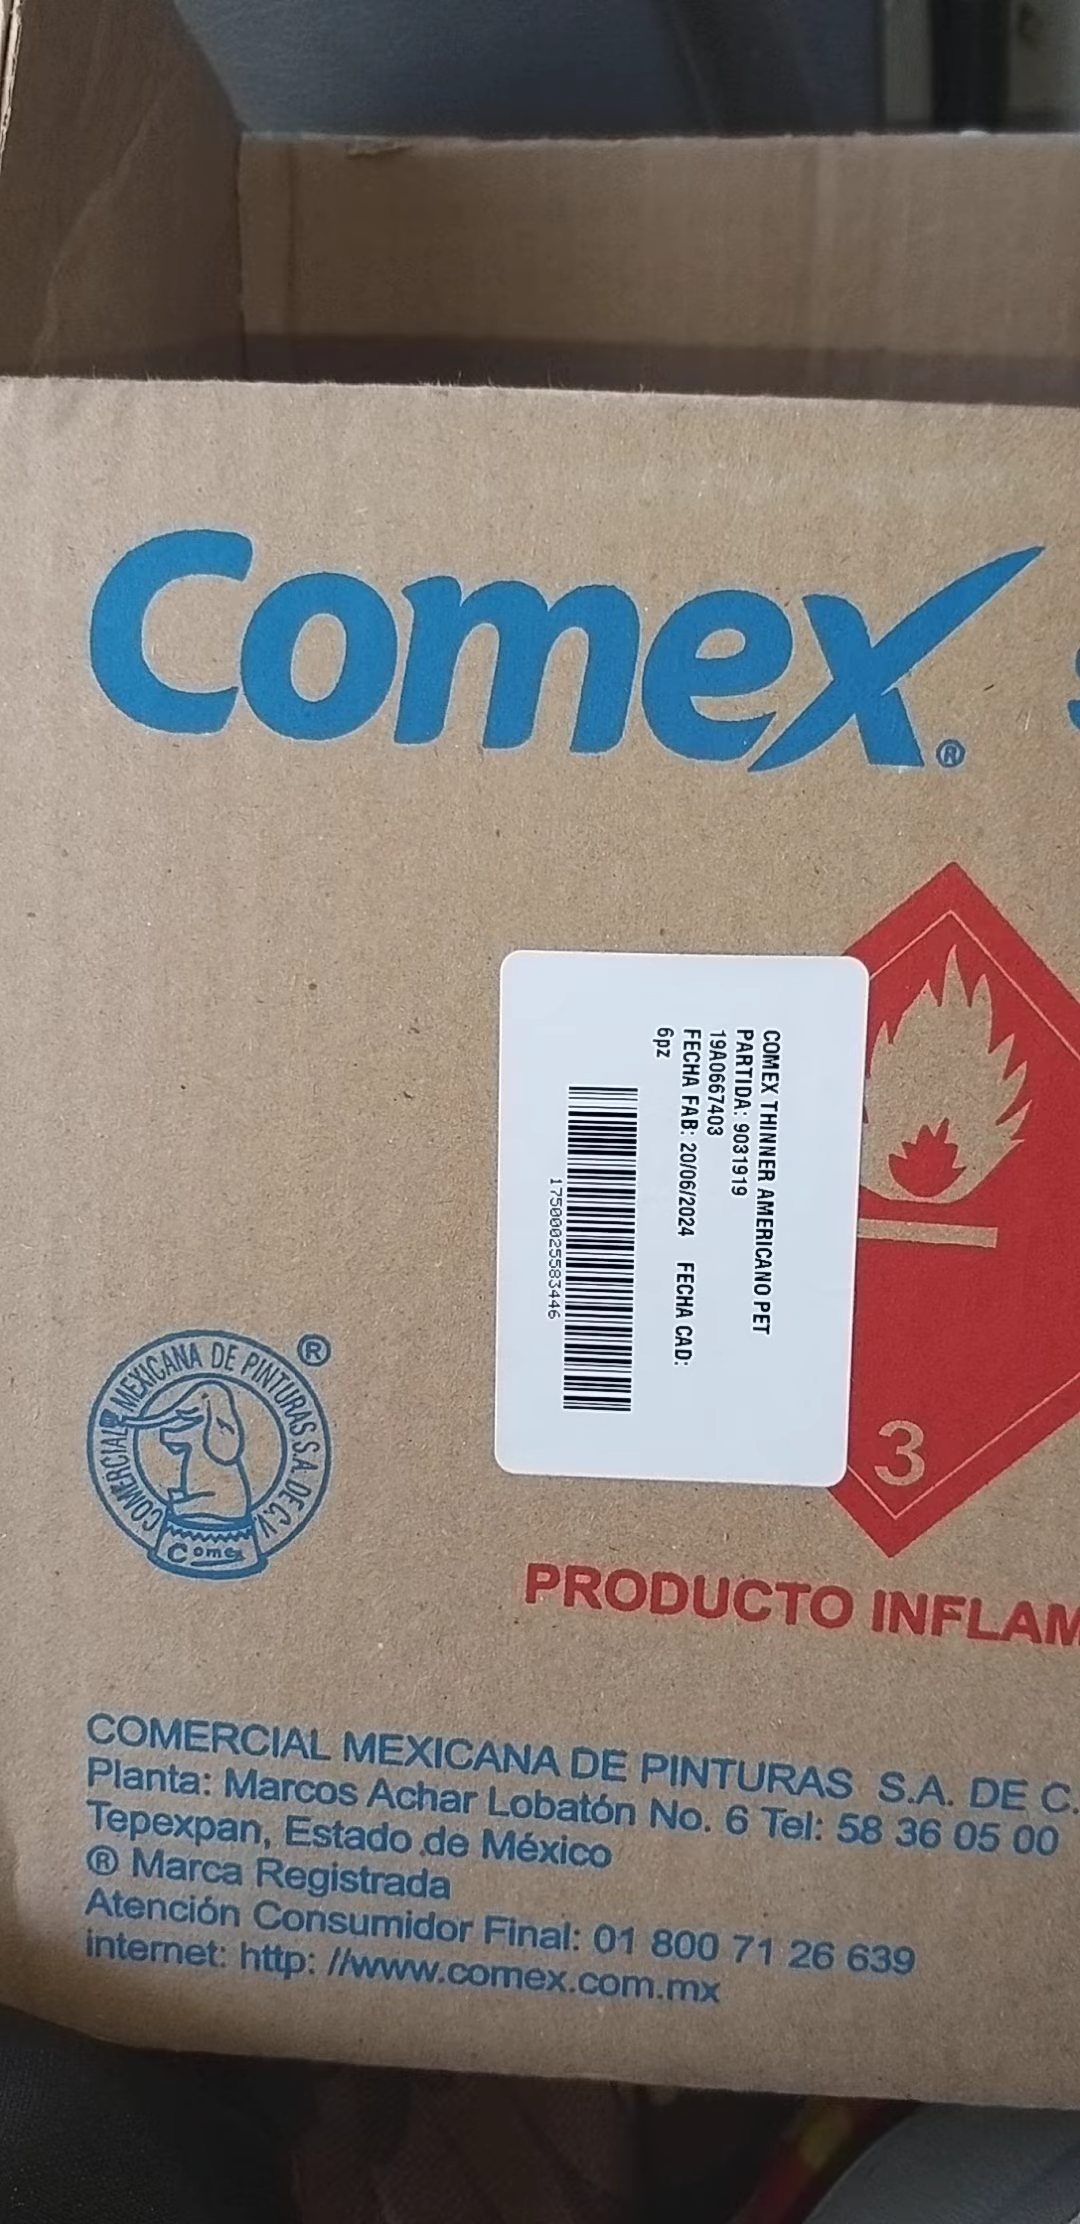 Comex®
COMEX THINNER AMERICANO PET
PARTIDA: 9031919
19A0667403
FECHA FAB: 20/06/2024 FECHA CAD:
6pz
17500025583446
3
®
COMERCIAL MEXICANA DE PINTURAS S.A. DE C.V.
Comex
PRODUCTO
COMERCIAL MEXICANA DE PINTURAS S.A. DE C.
Planta: Marcos Achar Lobatón No. 6 Tel: 58 36 05 00
Tepexpan, Estado de México
® Marca Registrada
Atención Consumidor Final: 01 800 71 26 639
internet: http: //www.comex.com.mx